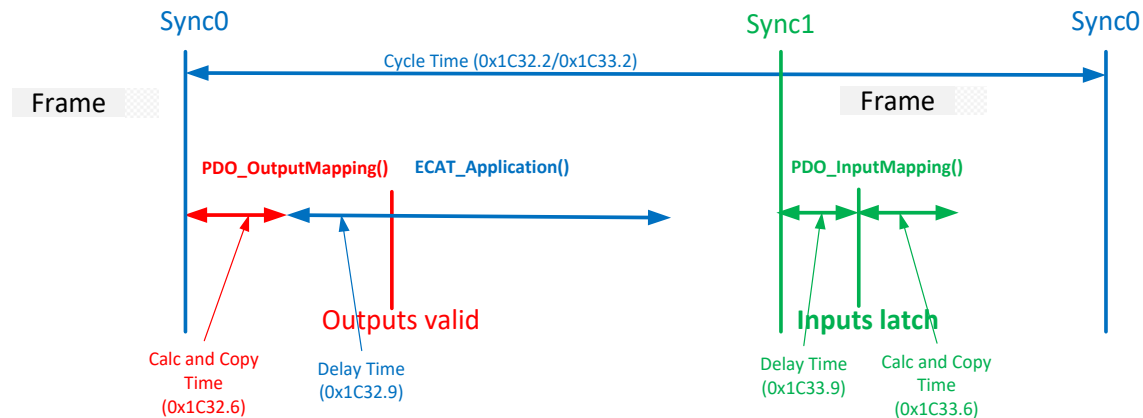 Sync0
Sync1
Sync0
Cycle Time (0x1C32.2/0x1C33.2)
Frame
Frame
PDO_OutputMapping()
ECAT_Application()
PDO_InputMapping()
Outputs valid
Inputs latch
Calc and Copy
Time
(0x1C32.6)
Delay Time
(0x1C32.9)
Delay Time
(0x1C33.9)
Calc and Copy
Time
(0x1C33.6)